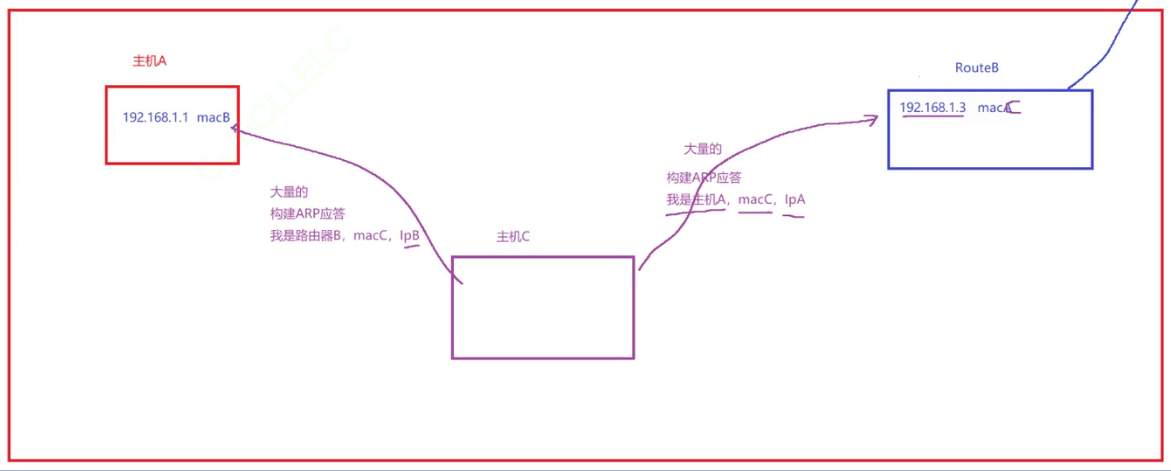 主机A
RouteB
192.168.1.1 macB
192.168.1.3 macC
大量的
构建ARP应答
我是主机A，macC，IpA
大量的
构建ARP应答
我是路由器B，macC，IpB
主机C